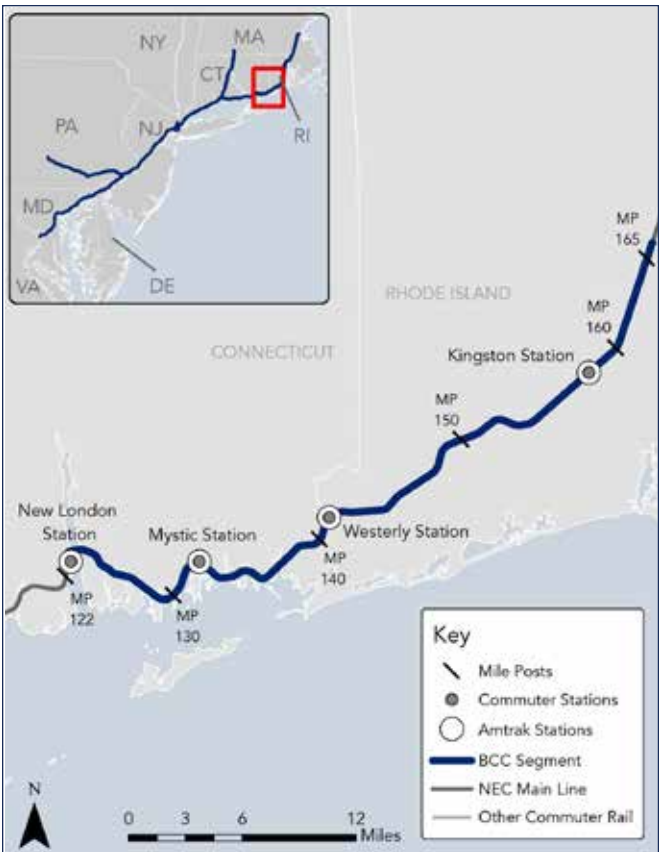 NY
MA
CT
RI
PA
NJ
MD
DE
VA
MP
165
RHODE ISLAND
MP
160
CONNECTICUT
Kingston Station
MP
150
New London
Station
Mystic Station
Westerly Station
MP
140
MP
122
MP
130
Key
Mile Posts
Commuter Stations
Amtrak Stations
BCC Segment
NEC Main Line
Other Commuter Rail
N
0 3 6 12
Miles